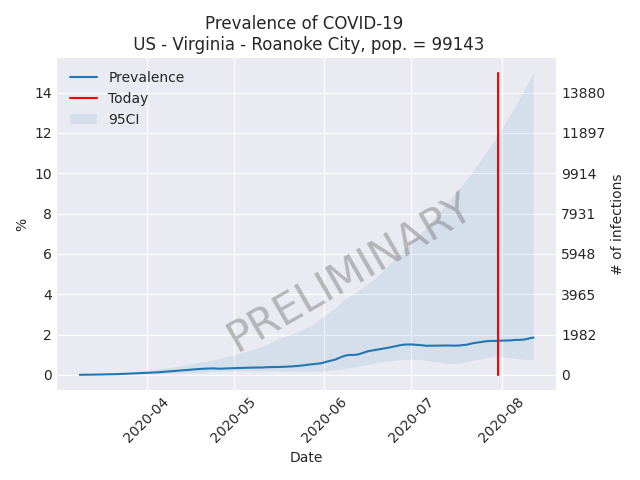 Prevalence of COVID-19
US - Virginia - Roanoke City, pop. = 99143
Prevalence
Today
95CI
14
12
10
8
6
4
2
0
%
13880
11897
9914
7931
5948
3965
1982
0
# of infections
PRELIMINARY
2020-04
2020-05
2020-06
2020-07
2020-08
Date